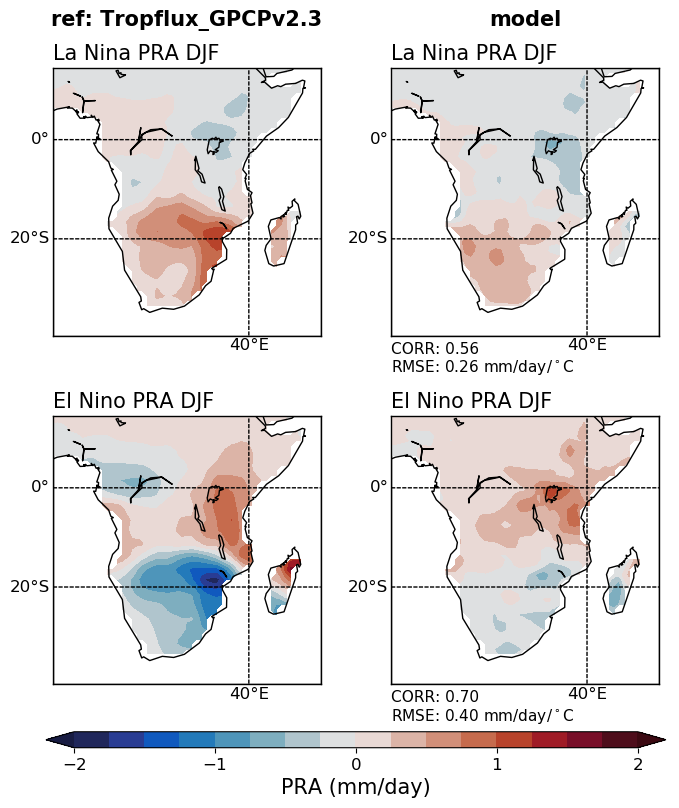 ref: Tropflux_GPCPv2.3
model
La Nina PRA DJF
La Nina PRA DJF
0°
0°
20°S
20°S
40°E
40°E
CORR: 0.56
RMSE: 0.26 mm/day/°C
El Nino PRA DJF
El Nino PRA DJF
0°
0°
20°S
20°S
40°E
40°E
CORR: 0.70
RMSE: 0.40 mm/day/°C
−2 −1 0 1 2
PRA (mm/day)